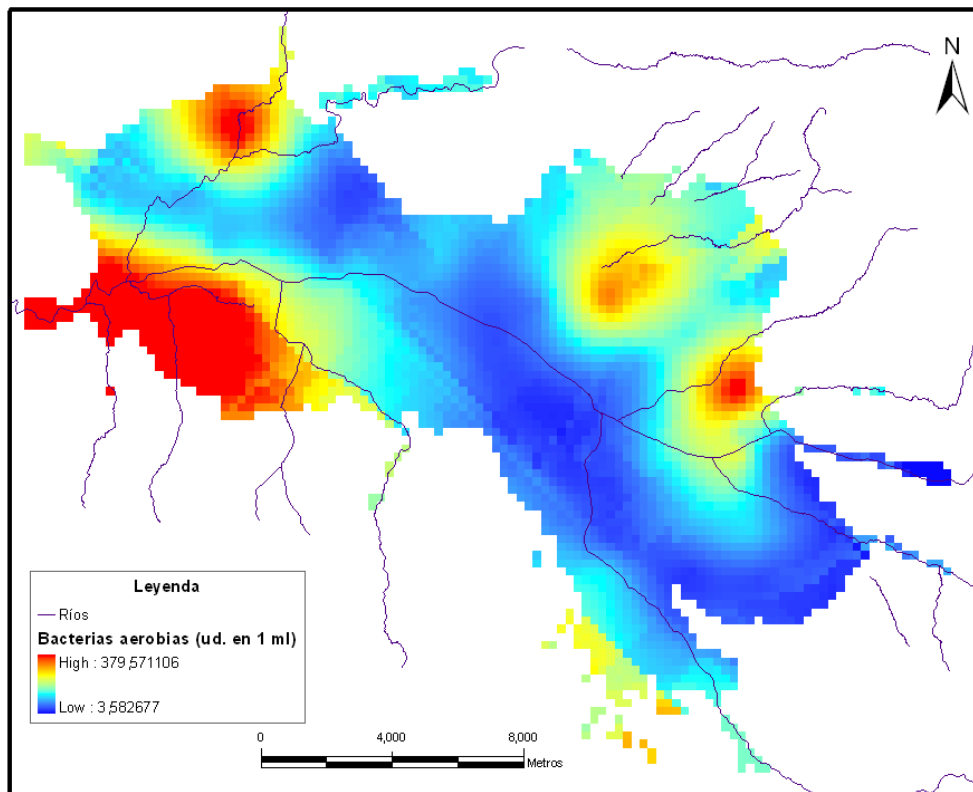 N
Leyenda
Ríos
Bacterias aerobias (ud. en 1 ml)
High : 379,571106
Low : 3,582677
0 4,000 8,000
Metros